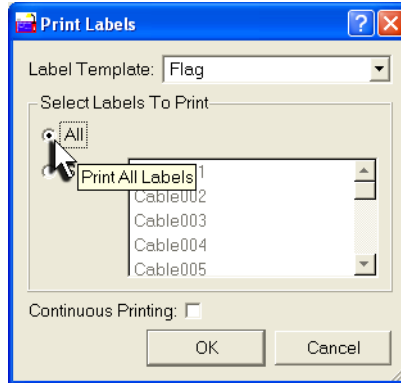 Print Labels
Label Template: Flag
Select Labels To Print
All
Print All Labels
Cable002
Cable003
Cable004
Cable005
Continuous Printing:
OK Cancel